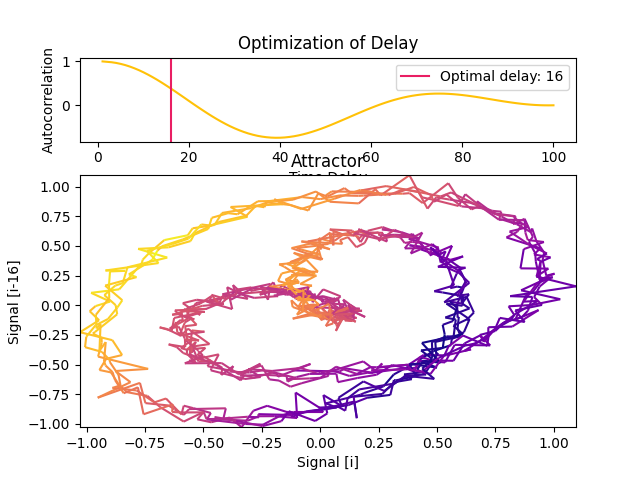 Optimization of Delay
Autocorrelation
1
0
Optimal delay: 16
0 20 40 60 80 100
Attractor
Signal [i-16]
1.00
0.75
0.50
0.25
0.00
−0.25
−0.50
−0.75
−1.00
−1.00 −0.75 −0.50 −0.25 0.00 0.25 0.50 0.75 1.00
Signal [i]